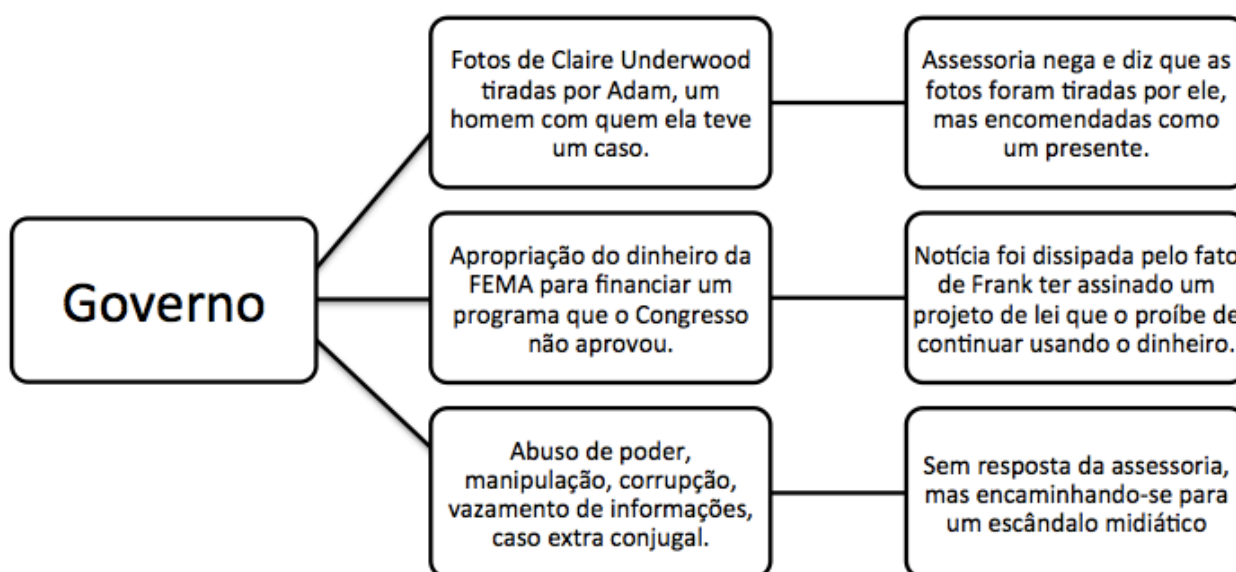 Governo
Fotos de Claire Underwood
tiradas por Adam, um
homem com quem ela teve
um caso.
Assessoria nega e diz que as
fotos foram tiradas por ele,
mas encomendadas como
um presente.
Apropriação do dinheiro da
FEMA para financiar um
programa que o Congresso
não aprovou.
Notícia foi dissipada pelo fato
de Frank ter assinado um
projeto de lei que o proíbe de
continuar usando o dinheiro.
Abuso de poder,
manipulação, corrupção,
vazamento de informações,
caso extra conjugal.
Sem resposta da assessoria,
mas encaminhando-se para
um escândalo midiático